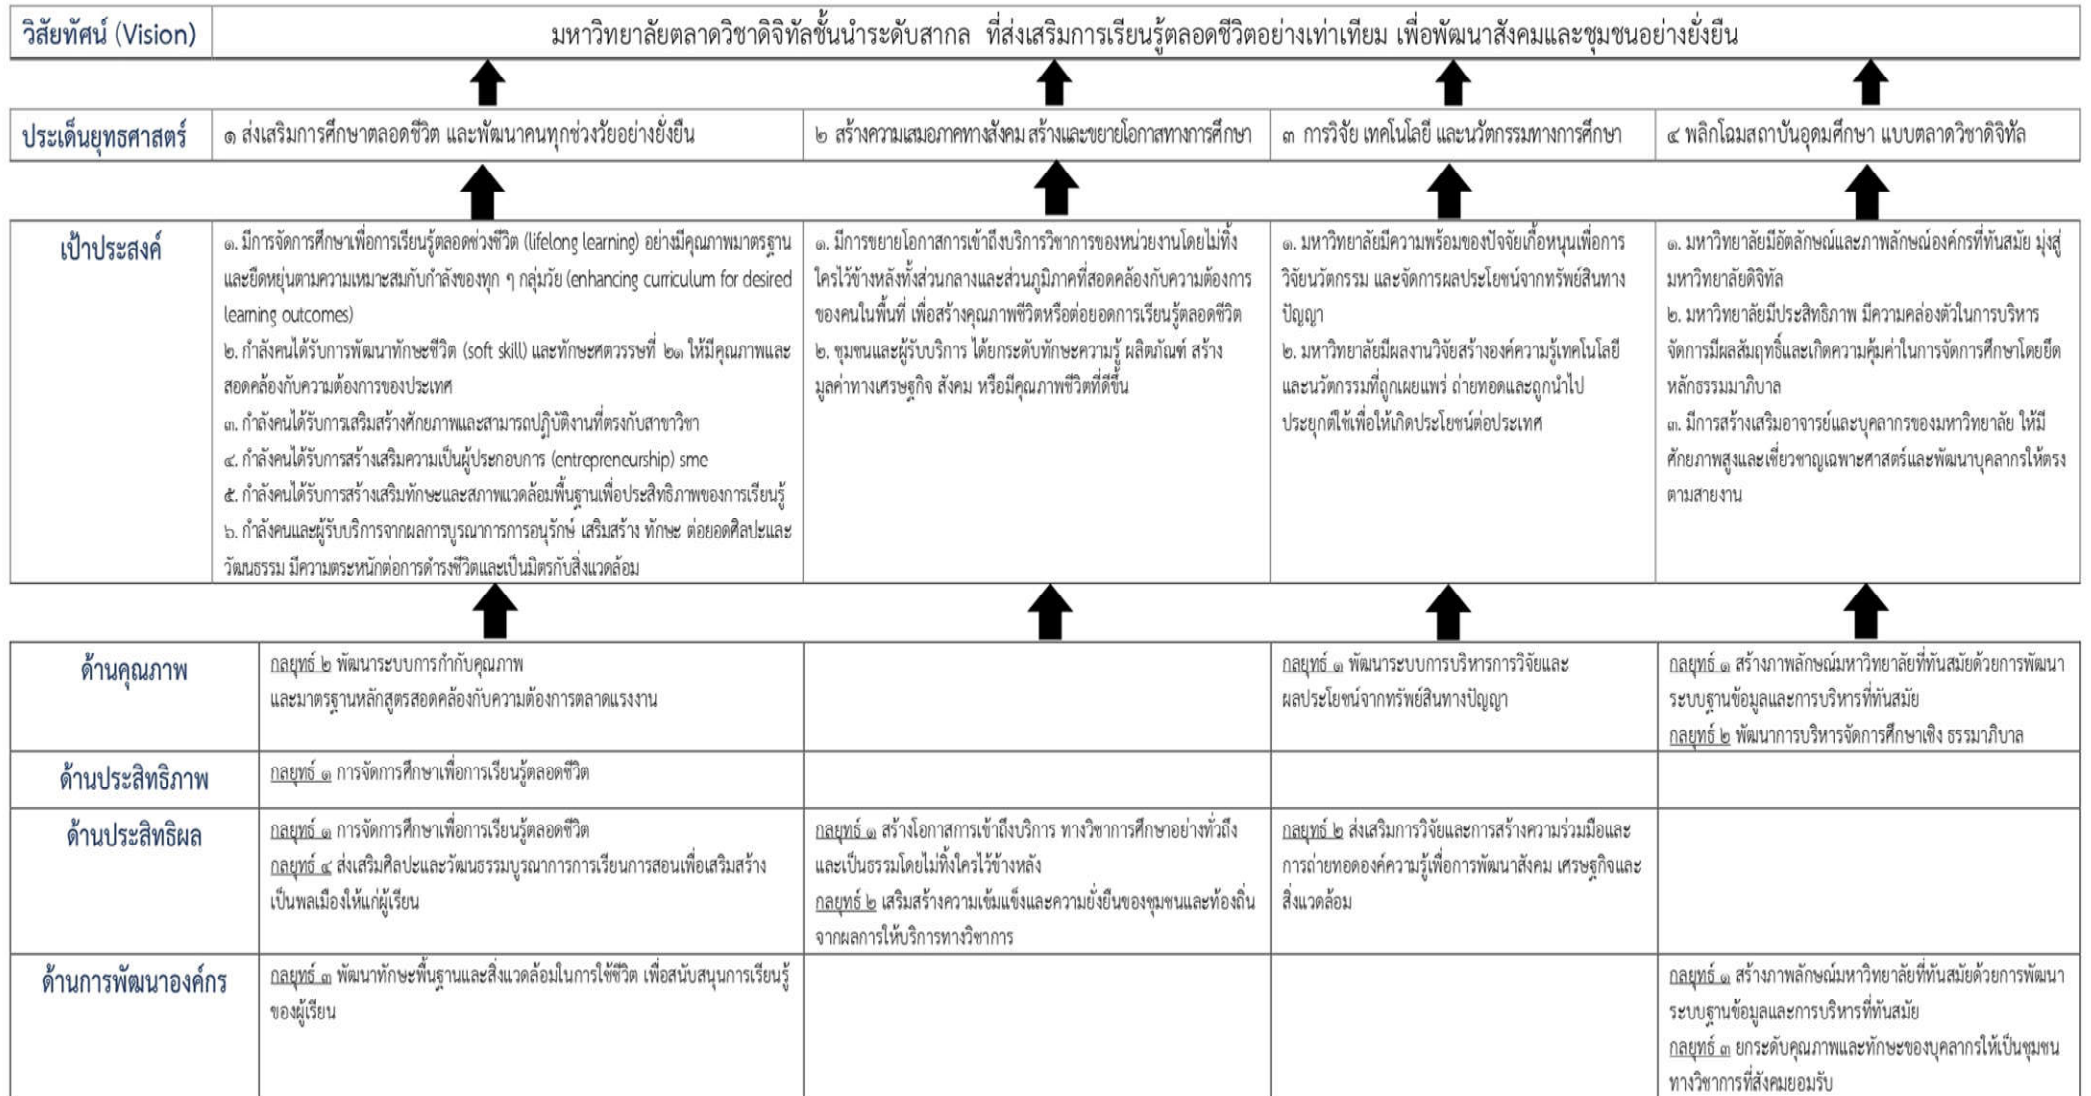 วิสัยทัศน์ (Vision)
มหาวิทยาลัยตลาดวิชาดิจิทัลชั้นนำระดับสากล ที่ส่งเสริมการเรียนรู้ตลอดชีวิตอย่างเท่าเทียม เพื่อพัฒนาสังคมและชุมชนอย่างยั่งยืน
ประเด็นยุทธศาสตร์
๑ ส่งเสริมการศึกษาตลอดชีวิต และพัฒนาคนทุกช่วงวัยอย่างยั่งยืน
๒ สร้างความเสมอภาคทางสังคม สร้างและขยายโอกาสทางการศึกษา
๓ การวิจัย เทคโนโลยี และนวัตกรรมทางการศึกษา
๔ พลิกโฉมสถาบันอุดมศึกษา แบบตลาดวิชาดิจิทัล
เป้าประสงค์
๑. มีการจัดการศึกษาเพื่อการเรียนรู้ตลอดช่วงชีวิต (lifelong learning) อย่างมีคุณภาพมาตรฐาน
และยืดหยุ่นตามความเหมาะสมกับกำลังของทุก ๆ กลุ่มวัย (enhancing curriculum for desired
learning outcomes)
๒. กำลังคนได้รับการพัฒนาทักษะชีวิต (soft skill) และทักษะศตวรรษที่ ๒๑ ให้มีคุณภาพและ
สอดคล้องกับความต้องการของประเทศ
๓. กำลังคนได้รับการเสริมสร้างศักยภาพและสามารถปฏิบัติงานที่ตรงกับสาขาวิชา
๔. กำลังคนได้รับการสร้างเสริมความเป็นผู้ประกอบการ (entrepreneurship) sme
๕. กำลังคนได้รับการสร้างเสริมทักษะและสภาพแวดล้อมพื้นฐานเพื่อประสิทธิภาพของการเรียนรู้
๖. กำลังคนและผู้รับบริการจากผลการบูรณาการการอนุรักษ์ เสริมสร้าง ทักษะ ต่อยอดศิลปะและ
วัฒนธรรม มีความตระหนักต่อการดำรงชีวิตและเป็นมิตรกับสิ่งแวดล้อม
๑. มีการขยายโอกาสการเข้าถึงบริการวิชาการของหน่วยงานโดยไม่ทิ้ง
ใครไว้ข้างหลังทั้งส่วนกลางและส่วนภูมิภาคที่สอดคล้องกับความต้องการ
ของคนในพื้นที่ เพื่อสร้างคุณภาพชีวิตหรือต่อยอดการเรียนรู้ตลอดชีวิต
๒. ชุมชนและผู้รับบริการ ได้ยกระดับทักษะความรู้ ผลิตภัณฑ์ สร้าง
มูลค่าทางเศรษฐกิจ สังคม หรือมีคุณภาพชีวิตที่ดีขึ้น
๑. มหาวิทยาลัยมีความพร้อมของปัจจัยเกื้อหนุนเพื่อการ
วิจัยนวัตกรรม และจัดการผลประโยชน์จากทรัพย์สินทาง
ปัญญา
๒. มหาวิทยาลัยมีผลงานวิจัยสร้างองค์ความรู้เทคโนโลยี
และนวัตกรรมที่ถูกเผยแพร่ ถ่ายทอดและถูกนำไป
ประยุกต์ใช้เพื่อให้เกิดประโยชน์ต่อประเทศ
๑. มหาวิทยาลัยมีอัตลักษณ์และภาพลักษณ์องค์กรที่ทันสมัย มุ่งสู่
มหาวิทยาลัยดิจิทัล
๒. มหาวิทยาลัยมีประสิทธิภาพ มีความคล่องตัวในการบริหาร
จัดการมีผลสัมฤทธิ์และเกิดความคุ้มค่าในการจัดการศึกษาโดยยึด
หลักธรรมมาภิบาล
๓. มีการสร้างเสริมอาจารย์และบุคลากรของมหาวิทยาลัย ให้มี
ศักยภาพสูงและเชี่ยวชาญเฉพาะศาสตร์และพัฒนาบุคลากรให้ตรง
ตามสายงาน
ด้านคุณภาพ
กลยุทธ์ ๒ พัฒนาระบบการกำกับคุณภาพ
และมาตรฐานหลักสูตรสอดคล้องกับความต้องการตลาดแรงงาน
กลยุทธ์ ๑ พัฒนาระบบการบริหารการวิจัยและ
ผลประโยชน์จากทรัพย์สินทางปัญญา
กลยุทธ์ ๑ สร้างภาพลักษณ์มหาวิทยาลัยที่ทันสมัยด้วยการพัฒนา
ระบบฐานข้อมูลและการบริหารที่ทันสมัย
กลยุทธ์ ๒ พัฒนาการบริหารจัดการศึกษาเชิง ธรรมาภิบาล
ด้านประสิทธิภาพ
กลยุทธ์ ๑ การจัดการศึกษาเพื่อการเรียนรู้ตลอดชีวิต
ด้านประสิทธิผล
กลยุทธ์ ๑ การจัดการศึกษาเพื่อการเรียนรู้ตลอดชีวิต
กลยุทธ์ ๔ ส่งเสริมศิลปะและวัฒนธรรมบูรณาการการเรียนการสอนเพื่อเสริมสร้าง
เป็นพลเมืองให้แก่ผู้เรียน
กลยุทธ์ ๑ สร้างโอกาสการเข้าถึงบริการ ทางวิชาการศึกษาอย่างทั่วถึง
และเป็นธรรมโดยไม่ทิ้งใครไว้ข้างหลัง
กลยุทธ์ ๒ เสริมสร้างความเข้มแข็งและความยั่งยืนของชุมชนและท้องถิ่น
จากผลการให้บริการทางวิชาการ
กลยุทธ์ ๒ ส่งเสริมการวิจัยและการสร้างความร่วมมือและ
การถ่ายทอดองค์ความรู้เพื่อการพัฒนาสังคม เศรษฐกิจและ
สิ่งแวดล้อม
ด้านการพัฒนาองค์กร
กลยุทธ์ ๓ พัฒนาทักษะพื้นฐานและสิ่งแวดล้อมในการใช้ชีวิต เพื่อสนับสนุนการเรียนรู้
ของผู้เรียน
กลยุทธ์ ๑ สร้างภาพลักษณ์มหาวิทยาลัยที่ทันสมัยด้วยการพัฒนา
ระบบฐานข้อมูลและการบริหารที่ทันสมัย
กลยุทธ์ ๓ ยกระดับคุณภาพและทักษะของบุคลากรให้เป็นชุมชน
ทางวิชาการที่สังคมยอมรับ